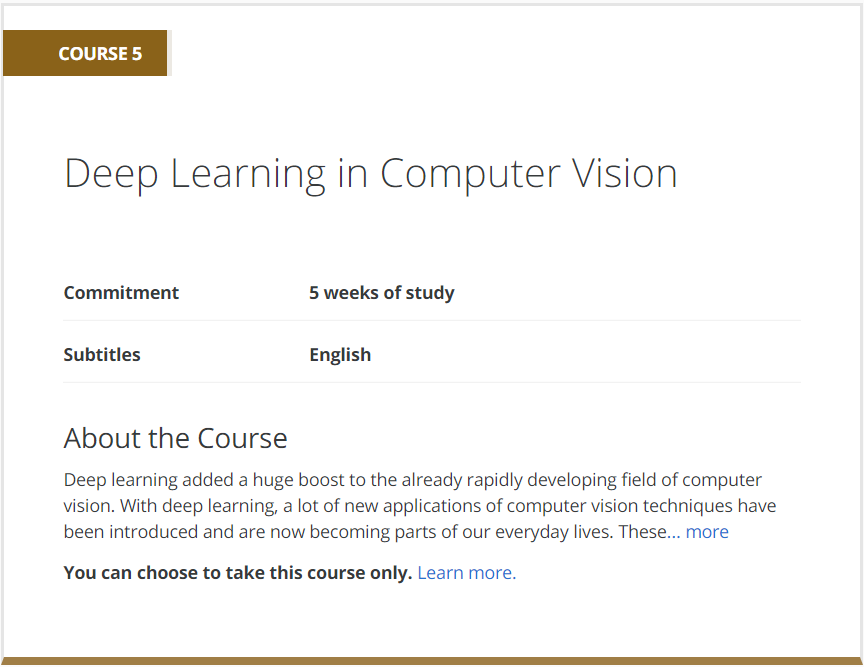 COURSE 5
Deep Learning in Computer Vision
Commitment 5 weeks of study
Subtitles English
About the Course
Deep learning added a huge boost to the already rapidly developing field of computer
vision. With deep learning, a lot of new applications of computer vision techniques have
been introduced and are now becoming parts of our everyday lives. These... more
You can choose to take this course only. Learn more.